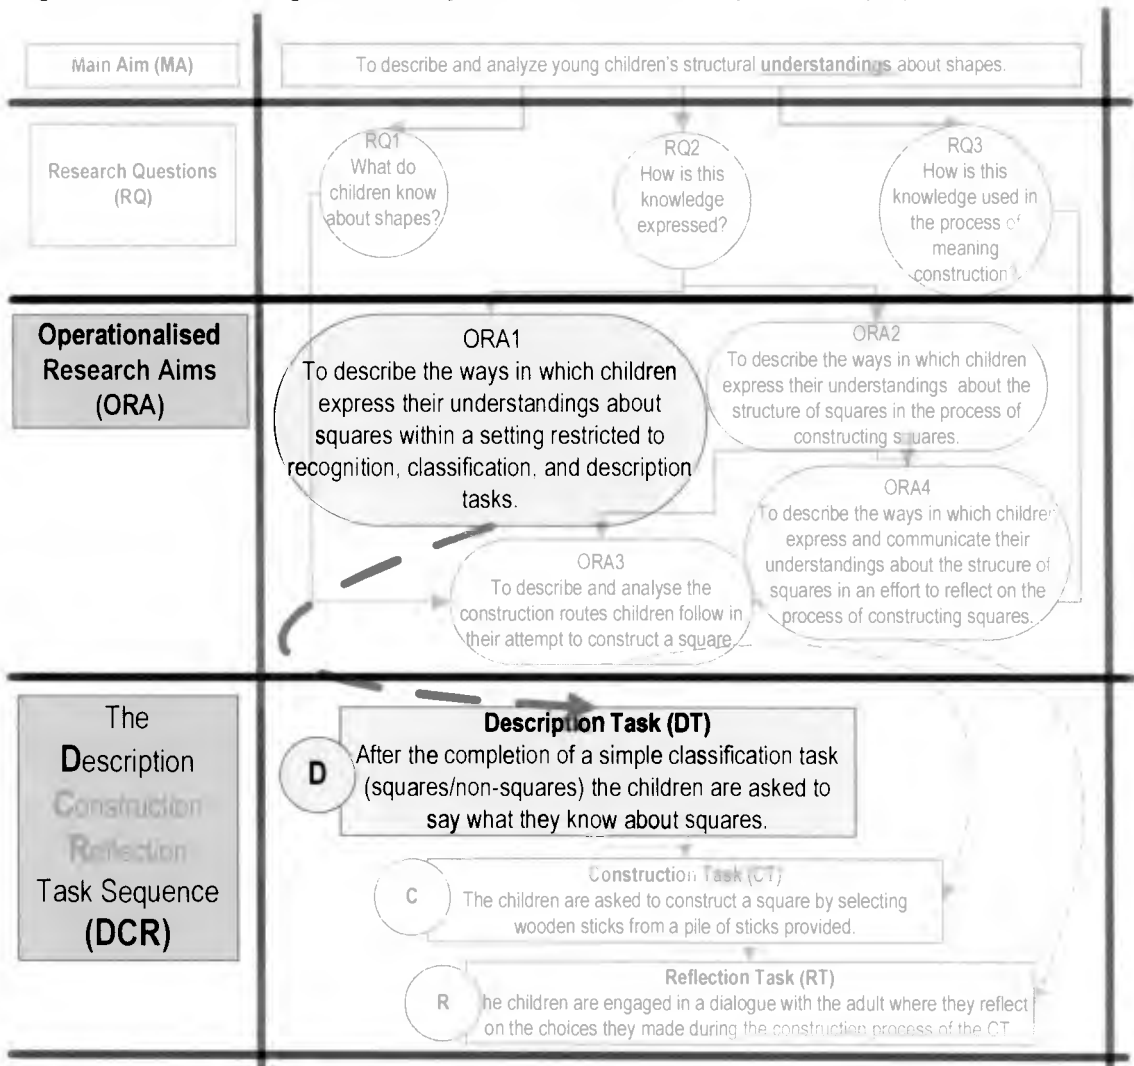 Main Aim (MA)
To describe and analyze young children's structural understandings about shapes.
Research Questions
(RQ)
RQ1
What do
children know
about shapes?
RQ2
How is this
knowledge
expressed?
RQ3
How is this
knowledge used in
the process of
meaning
construction?
Operationalised
Research Aims
(ORA)
ORA1
To describe the ways in which children
express their understandings about
squares within a setting restricted to
recognition, classification, and description
tasks.
ORA2
To describe the ways in which children
express their understandings about the
structure of squares in the process of
constructing squares.
ORA3
To describe and analyse the
construction routes children follow in
their attempt to construct a square
ORA4
To describe the ways in which children
express and communicate their
understandings about the strucure of
squares in an effort to reflect on the
process of constructing squares.
The
Description
Construction
Reflection
Task Sequence
(DCR)
D
Description Task (DT)
After the completion of a simple classification task
(squares/non-squares) the children are asked to
say what they know about squares.
C
Construction Task (CT)
The children are asked to construct a square by selecting
wooden sticks from a pile of sticks provided.
R
Reflection Task (RT)
he children are engaged in a dialogue with the adult where they reflect
on the choices they made during the construction process of the CT